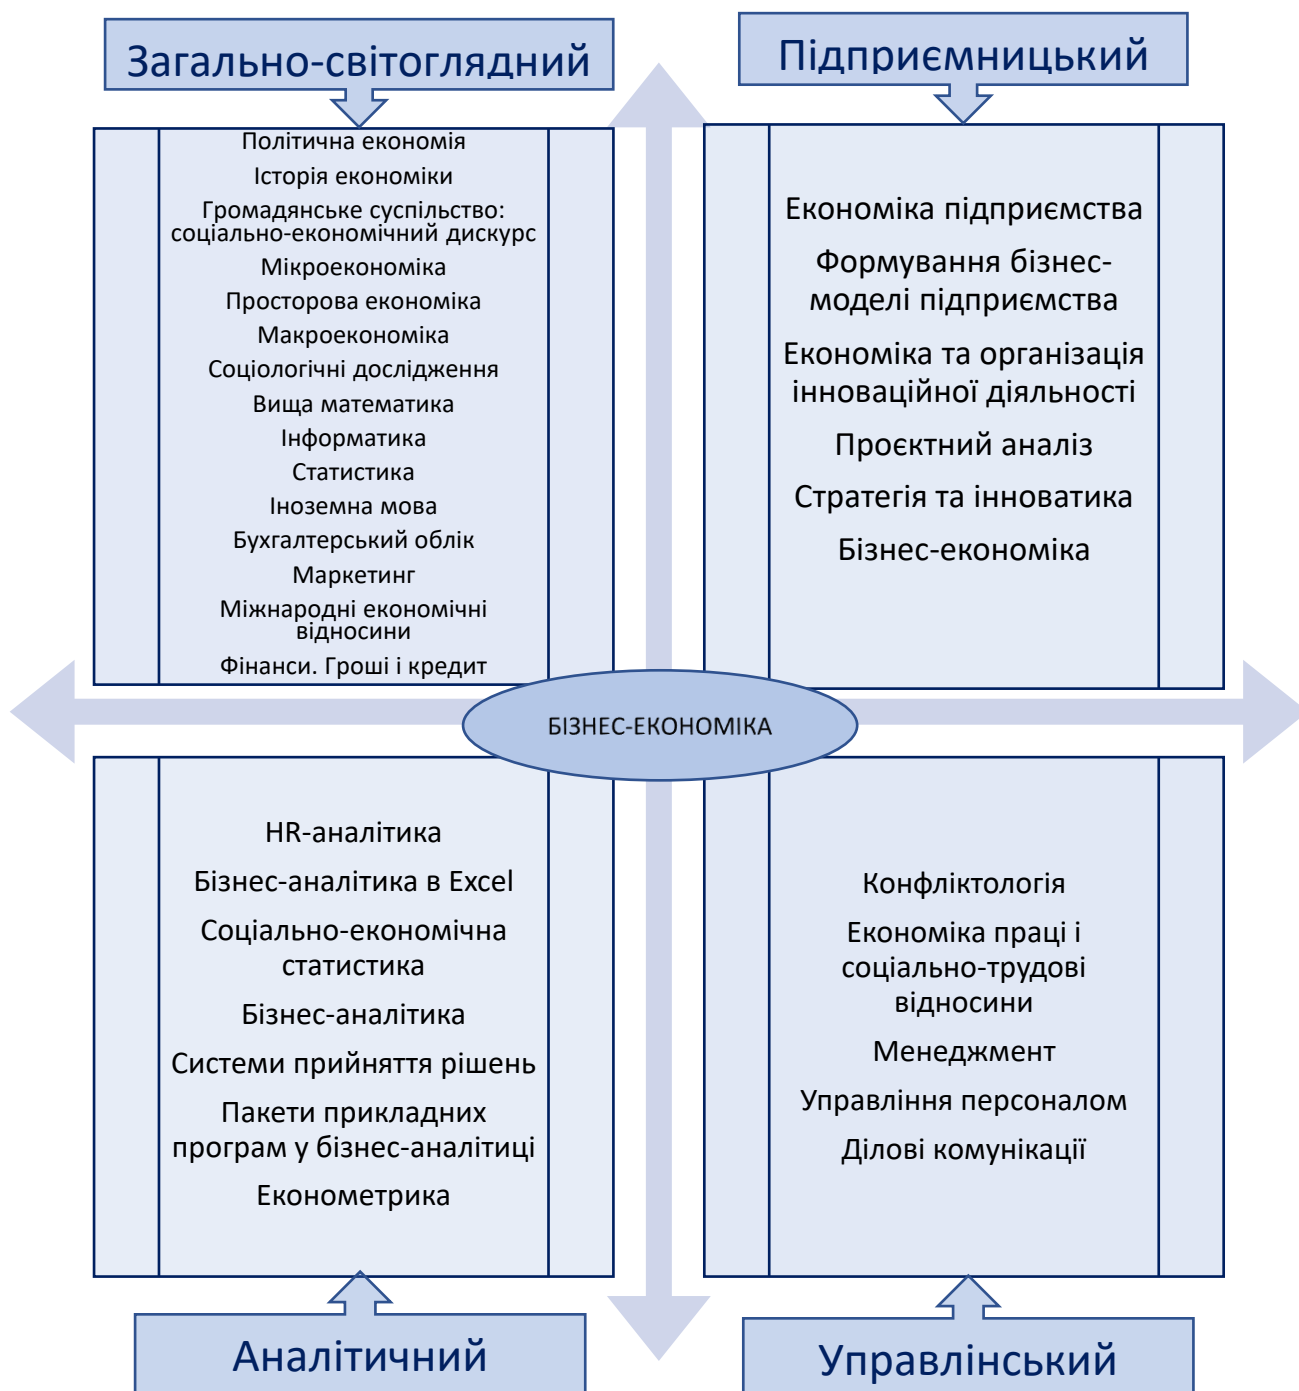 Загально-світоглядний
Політична економія
Історія економіки
Громадянське суспільство:
соціально-економічний дискурс
Мікроекономіка
Просторова економіка
Макроекономіка
Соціологічні дослідження
Вища математика
Інформатика
Статистика
Іноземна мова
Бухгалтерський облік
Маркетинг
Міжнародні економічні
відносини
Фінанси. Гроші і кредит
Підприємницький
Економіка підприємства
Формування бізнес-
моделі підприємства
Економіка та організація
інноваційної діяльності
Проєктний аналіз
Стратегія та інноватика
Бізнес-економіка
БІЗНЕС-ЕКОНОМІКА
HR-аналітика
Бізнес-аналітика в Excel
Соціально-економічна
статистика
Бізнес-аналітика
Системи прийняття рішень
Пакети прикладних
програм у бізнес-аналітиці
Економетрика
Аналітичний
Конфліктологія
Економіка праці і
соціально-трудові
відносини
Менеджмент
Управління персоналом
Ділові комунікації
Управлінський